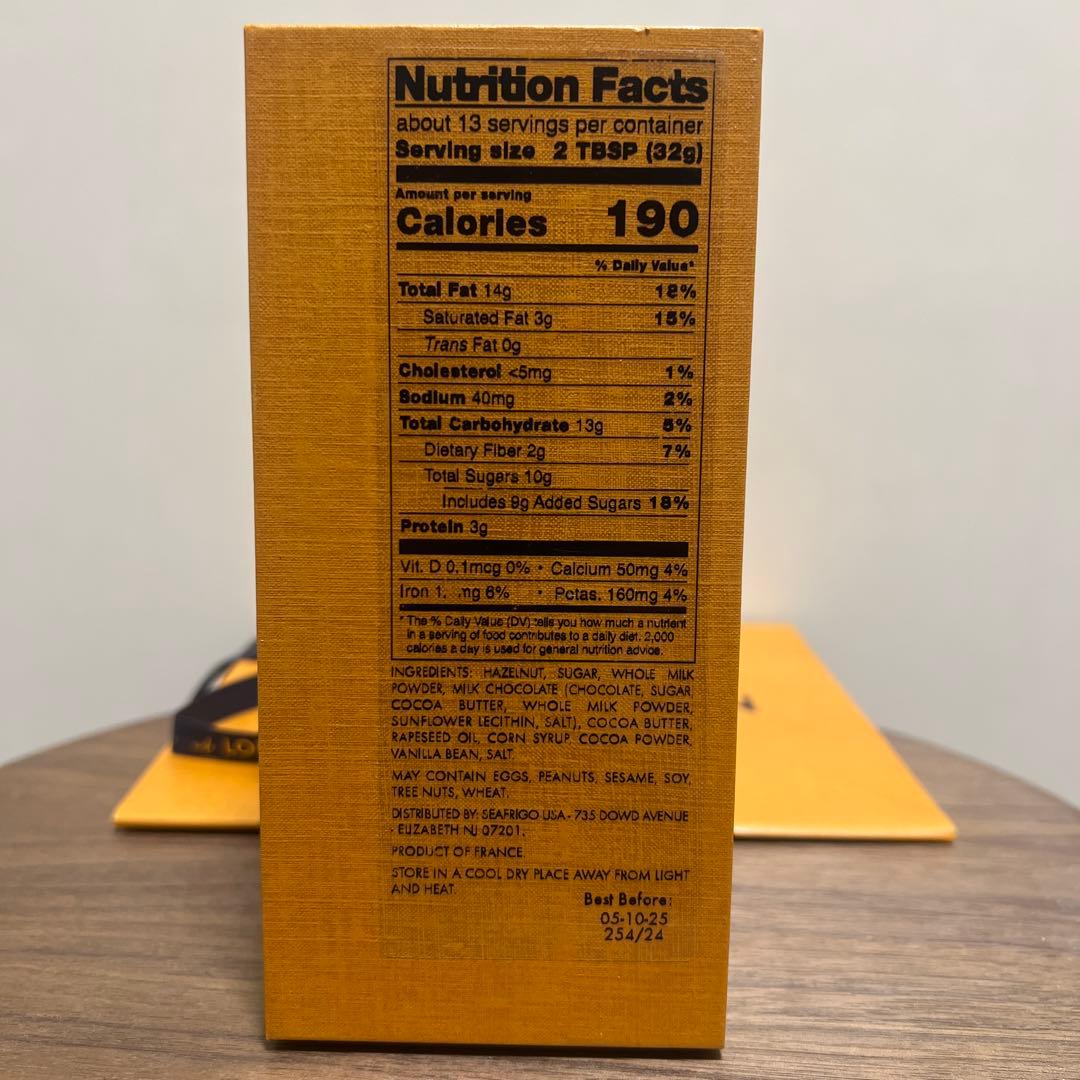 Nutrition Facts
about 13 servings per container
Serving size 2 TBSP (32g)
Amount per serving
Calories 190
% Daily Value*
Total Fat 14g 18%
Saturated Fat 3g 15%
Trans Fat 0g
Cholesterol <5mg 1%
Sodium 40mg 2%
Total Carbohydrate 13g 5%
Dietary Fiber 2g 7%
Total Sugars 10g
Includes 9g Added Sugars 18%
Protein 3g
Vit. D 0.1mcg 0% • Calcium 50mg 4%
Iron mg 6% • Potas. 160mg 4%
* The % Daily Value (DV) tells you how much a nutrient
in a serving of food contributes to a daily diet. 2,000
calories a day is used for general nutrition advice.
INGREDIENTS: HAZELNUT, SUGAR, WHOLE MILK
POWDER, MILK CHOCOLATE (CHOCOLATE, SUGAR,
COCOA BUTTER, WHOLE MILK POWDER,
SUNFLOWER LECITHIN, SALT), COCOA BUTTER,
RAPESEED OIL, CORN SYRUP, COCOA POWDER,
VANILLA BEAN, SALT.
MAY CONTAIN EGGS, PEANUTS, SESAME, SOY,
TREE NUTS, WHEAT.
DISTRIBUTED BY: SEAFRIGO USA - 735 DOWD AVENUE
- ELIZABETH NJ 07201.
PRODUCT OF FRANCE.
STORE IN A COOL DRY PLACE AWAY FROM LIGHT
AND HEAT.
Best Before:
05-10-25
254/24